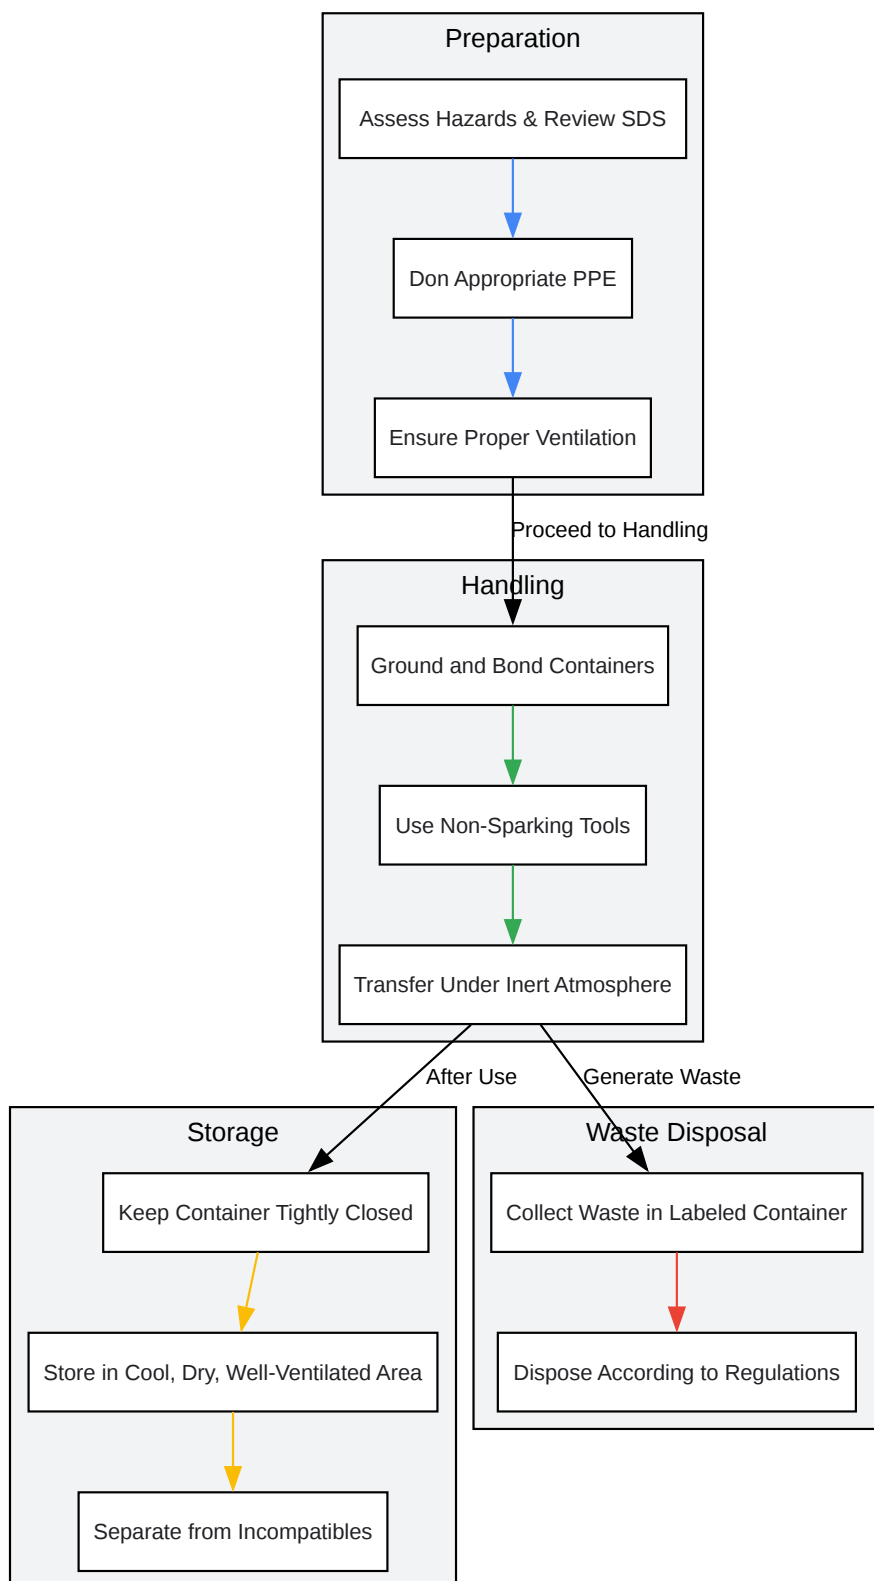 Preparation
Assess Hazards & Review SDS
Don Appropriate PPE
Ensure Proper Ventilation
Proceed to Handling
Handling
Ground and Bond Containers
Use Non-Sparking Tools
Transfer Under Inert Atmosphere
After Use
Generate Waste
Storage
Keep Container Tightly Closed
Store in Cool, Dry, Well-Ventilated Area
Separate from Incompatibles
Waste Disposal
Collect Waste in Labeled Container
Dispose According to Regulations